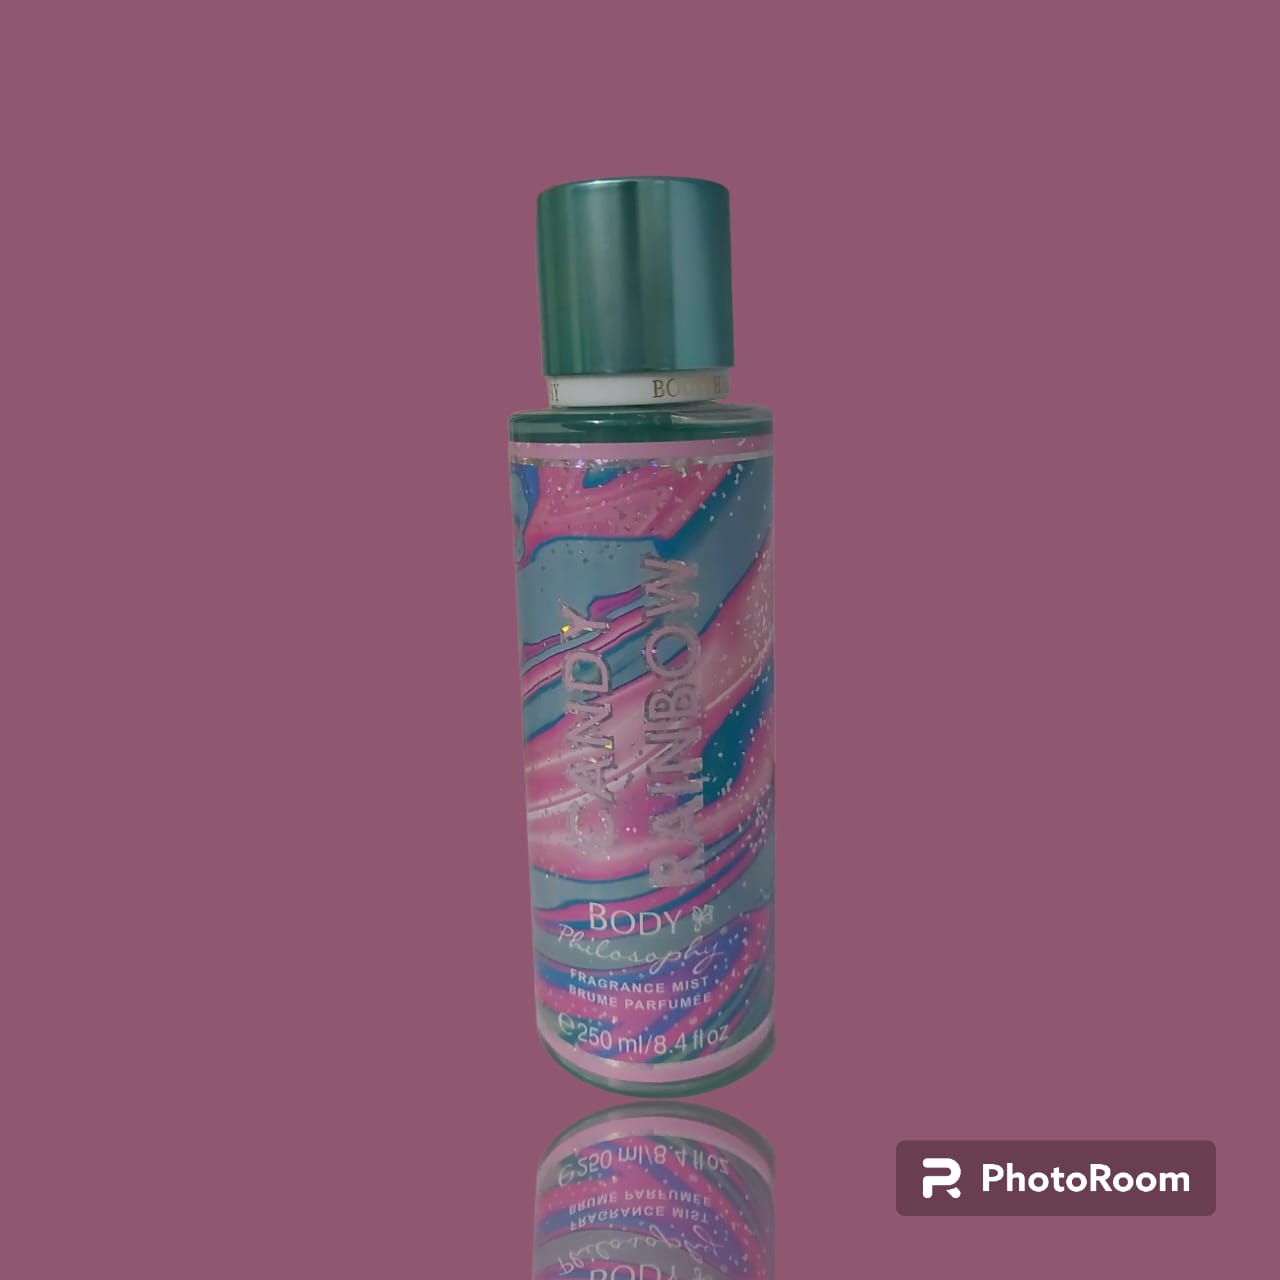 BODY
CANDY
RAINBOW
BODY
Philosophy
FRAGRANCE MIST
BRUME PARFUMÉE
℮ 250 ml/8.4 fl oz
PhotoRoom